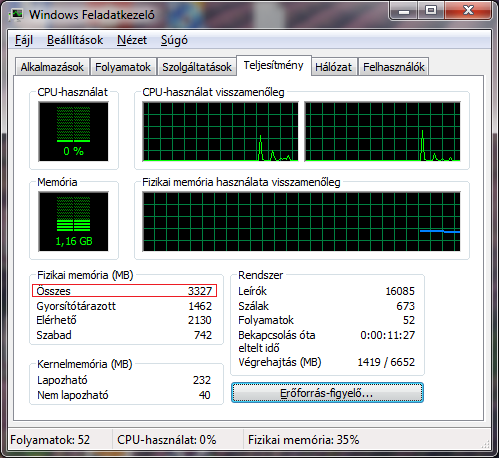 Windows Feladatkezelő
Fájl Beállítások Nézet Súgó
Alkalmazások Folyamatok Szolgáltatások Teljesítmény Hálózat Felhasználók
CPU-használat
CPU-használat visszamenőleg
0 %
Memória
Fizikai memória használata visszamenőleg
1,16 GB
Fizikai memória (MB)
Összes 3327
Gyorsítótárazott 1462
Elérhető 2130
Szabad 742
Kernelmemória (MB)
Lapozható 232
Nem lapozható 40
Rendszer
Leírók 16085
Szálak 673
Folyamatok 52
Bekapcsolás óta
eltelt idő 0:00:11:27
Végrehajtás (MB) 1419 / 6652
Erőforrás-figyelő...
Folyamatok: 52 CPU-használat: 0% Fizikai memória: 35%